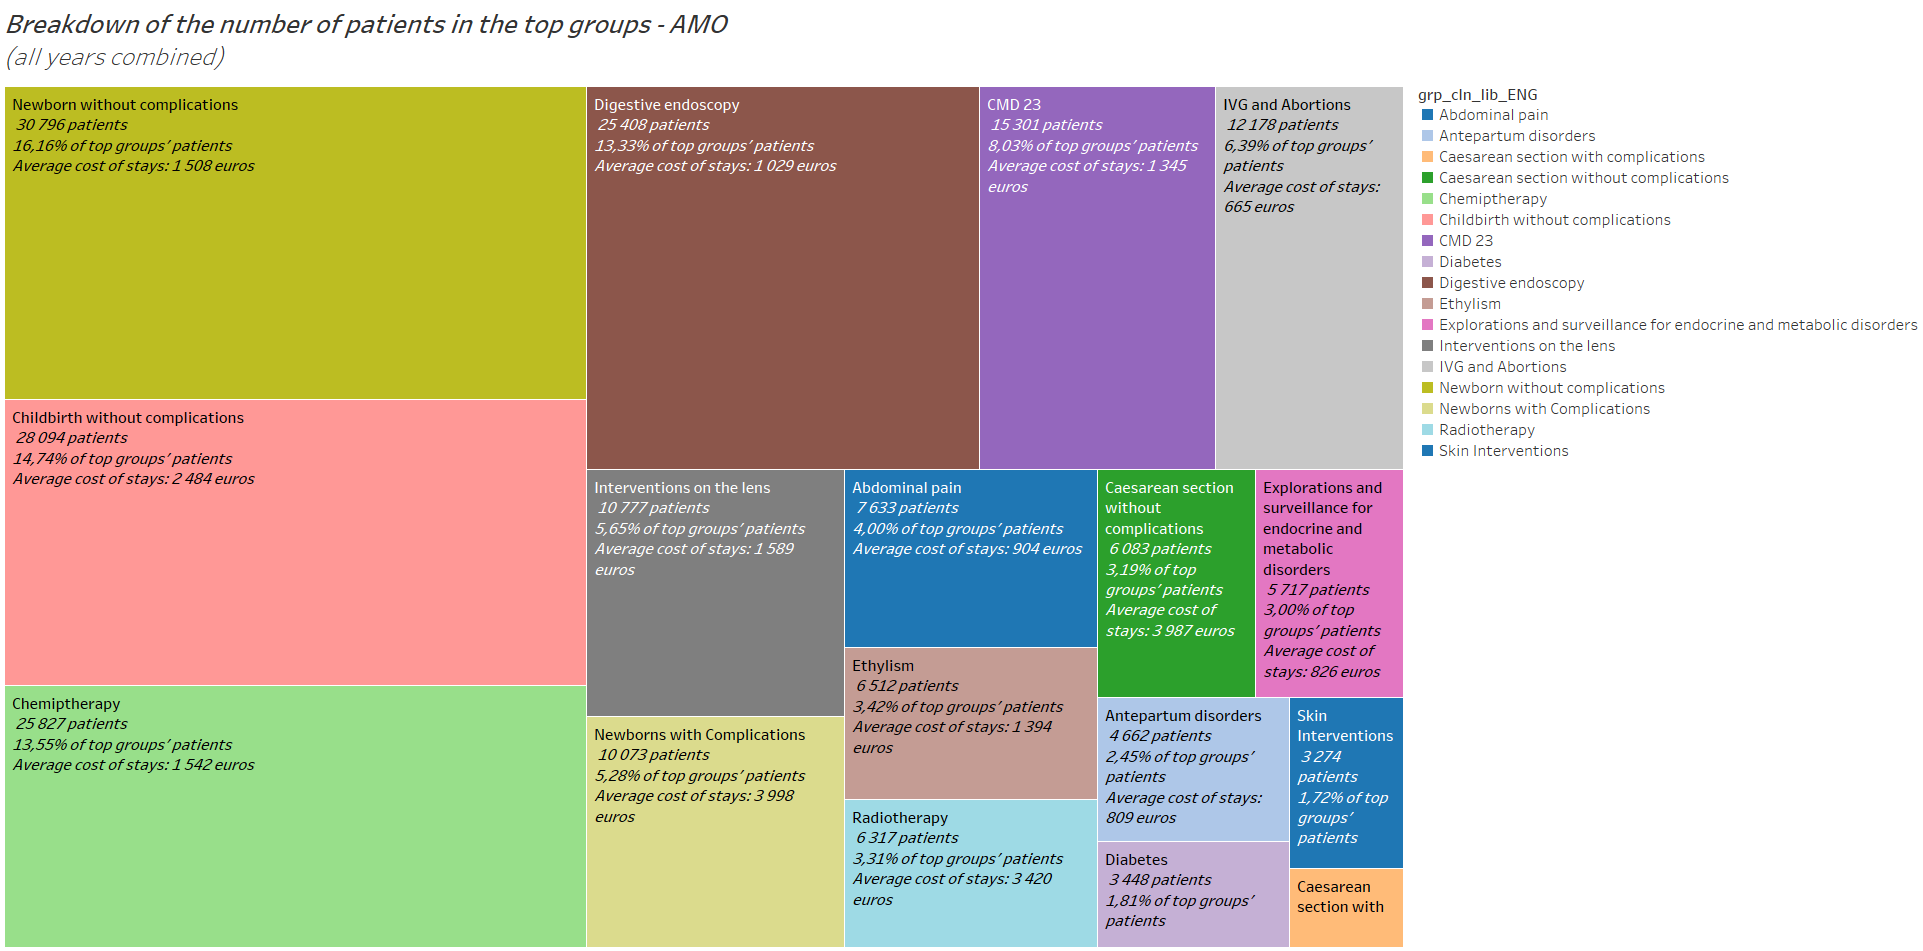 Breakdown of the number of patients in the top groups - AMO
(all years combined)
Newborn without complications
30 796 patients
16,16% of top groups’ patients
Average cost of stays: 1 508 euros
Childbirth without complications
28 094 patients
14,74% of top groups’ patients
Average cost of stays: 2 484 euros
Chemiptherapy
25 827 patients
13,55% of top groups’ patients
Average cost of stays: 1 542 euros
Digestive endoscopy
25 408 patients
13,33% of top groups’ patients
Average cost of stays: 1 029 euros
CMD 23
15 301 patients
8,03% of top groups’ patients
Average cost of stays: 1 345
euros
IVG and Abortions
12 178 patients
6,39% of top groups’
patients
Average cost of stays:
665 euros
Interventions on the lens
10 777 patients
5,65% of top groups’ patients
Average cost of stays: 1 589
euros
Newborns with Complications
10 073 patients
5,28% of top groups’ patients
Average cost of stays: 3 998
euros
Abdominal pain
7 633 patients
4,00% of top groups’ patients
Average cost of stays: 904 euros
Ethylism
6 512 patients
3,42% of top groups’ patients
Average cost of stays: 1 394
euros
Radiotherapy
6 317 patients
3,31% of top groups’ patients
Average cost of stays: 3 420
euros
Caesarean section
without
complications
6 083 patients
3,19% of top
groups’ patients
Average cost of
stays: 3 987 euros
Explorations and
surveillance for
endocrine and
metabolic
disorders
5 717 patients
3,00% of top
groups’ patients
Average cost of
stays: 826 euros
Antepartum disorders
4 662 patients
2,45% of top groups’
patients
Average cost of stays:
809 euros
Diabetes
3 448 patients
1,81% of top groups’
patients
Skin
Interventions
3 274
patients
1,72% of top
groups’
patients
Caesarean
section with
grp_cln_lib_ENG
Abdominal pain
Antepartum disorders
Caesarean section with complications
Caesarean section without complications
Chemiptherapy
Childbirth without complications
CMD 23
Diabetes
Digestive endoscopy
Ethylism
Explorations and surveillance for endocrine and metabolic disorders
Interventions on the lens
IVG and Abortions
Newborn without complications
Newborns with Complications
Radiotherapy
Skin Interventions